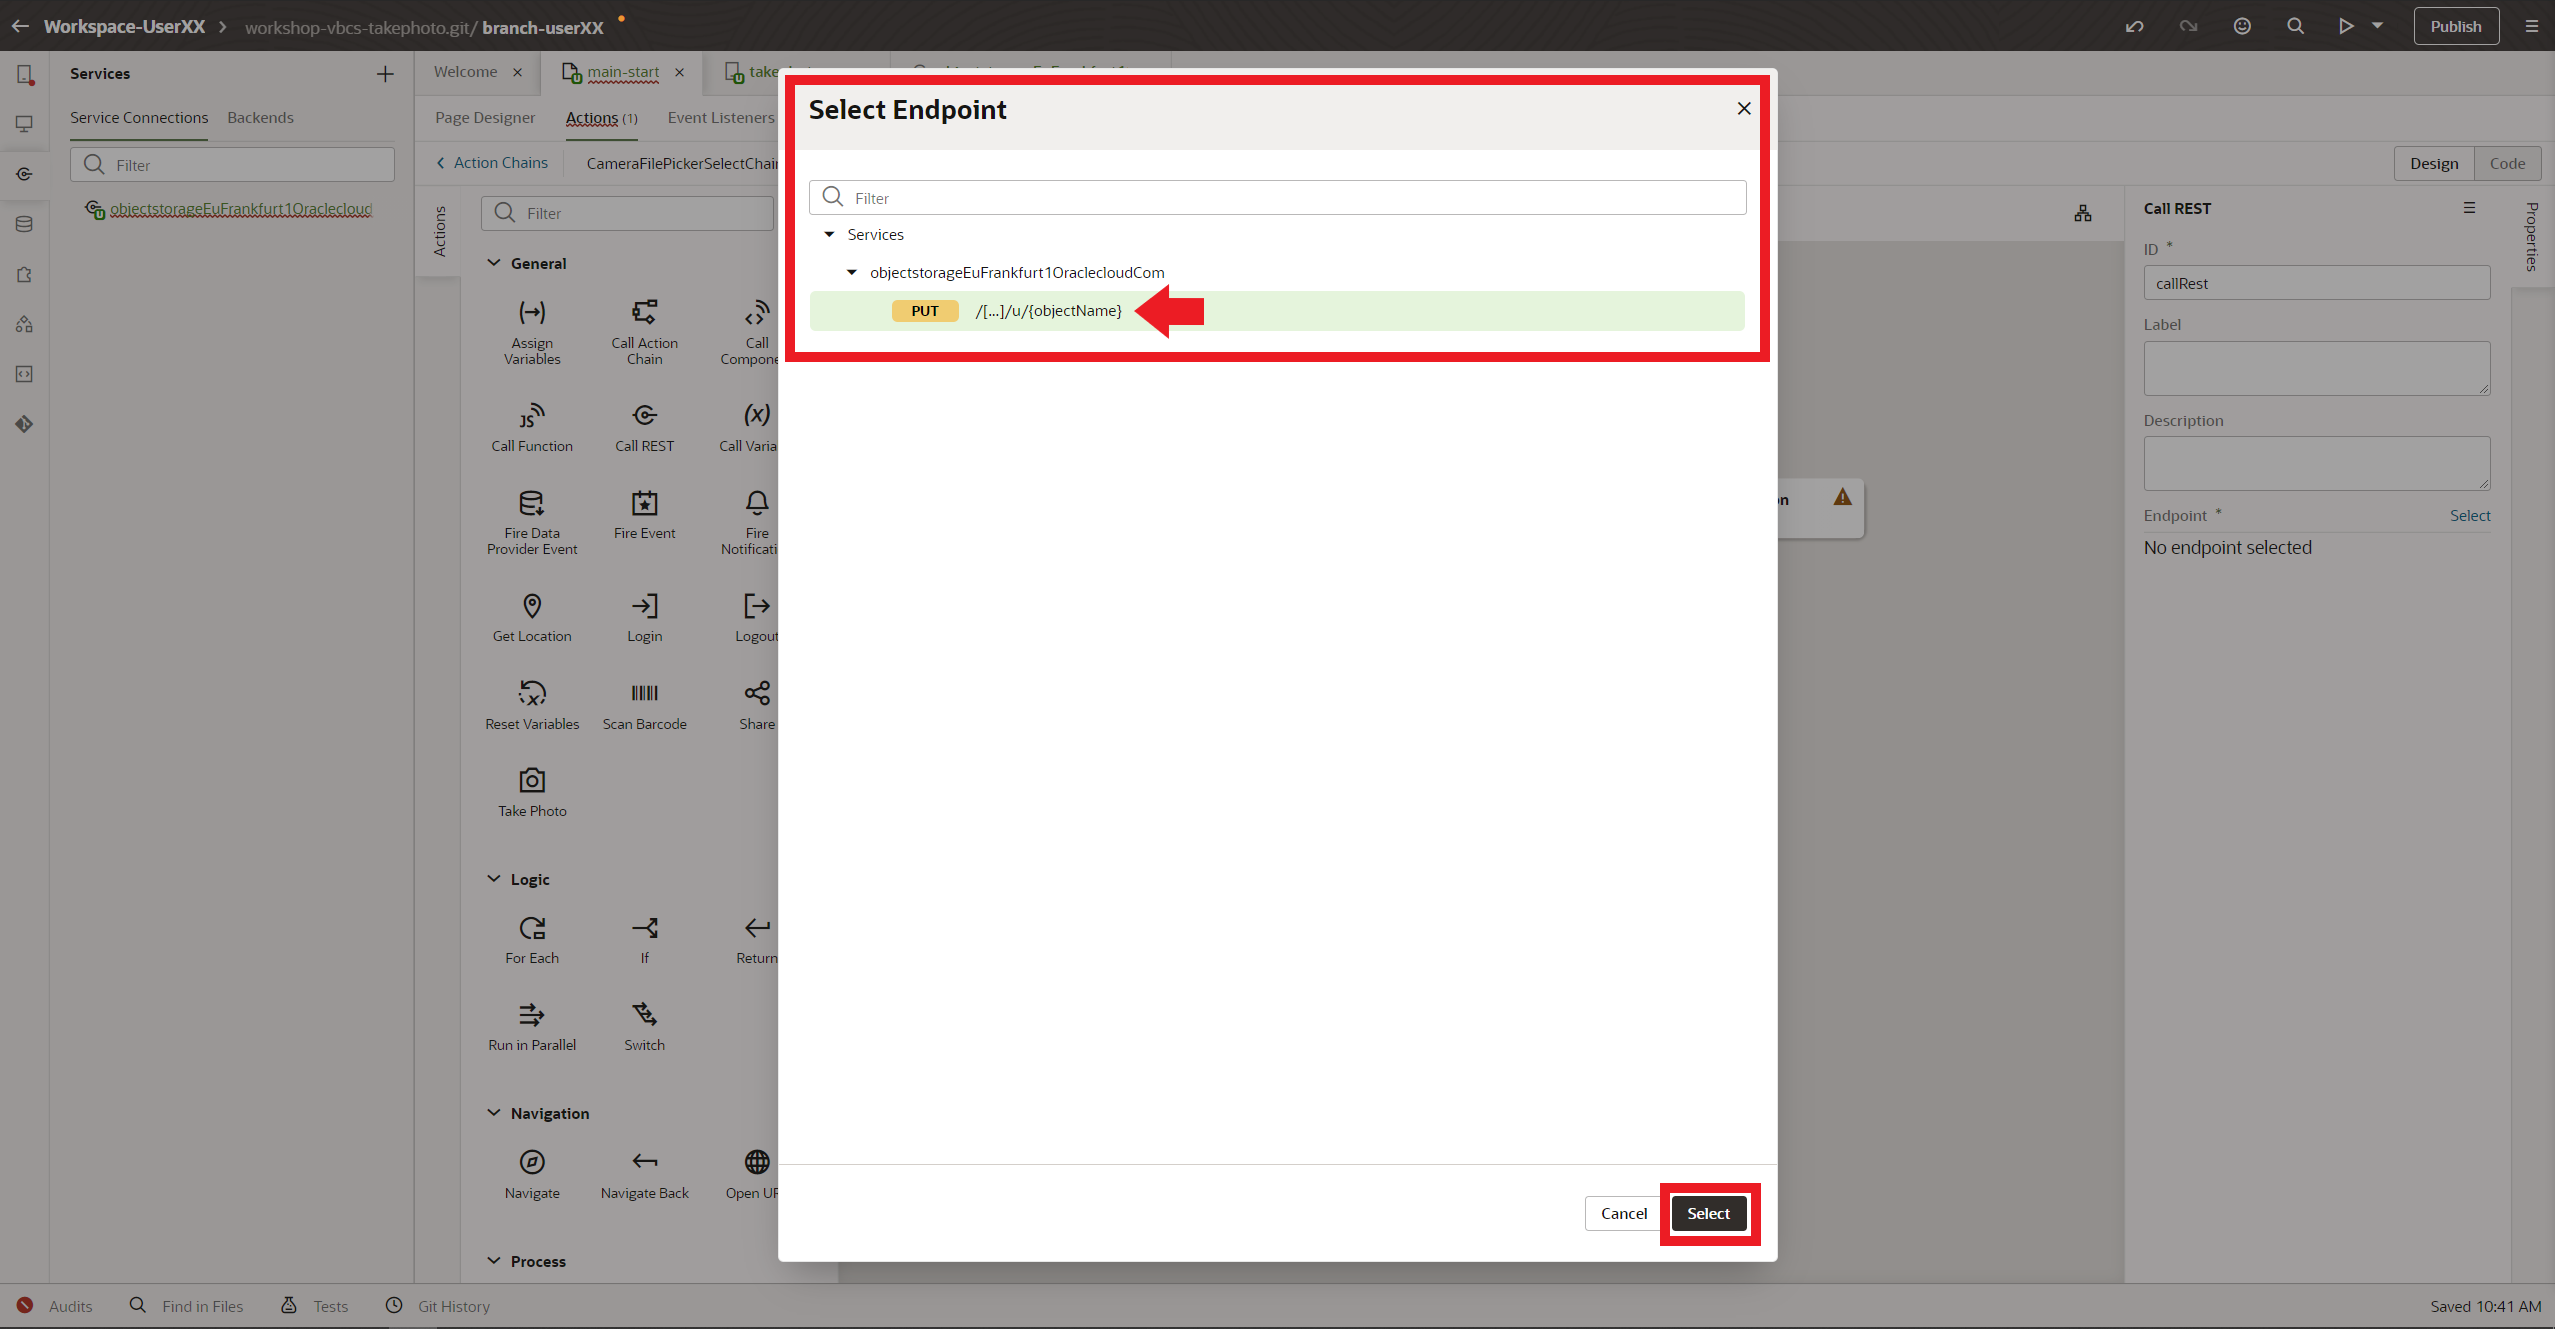 Workspace-UserXX workshop-vbcs-takephoto.git/ branch-userXX
Publish
Services
Service Connections Backends
Filter
objectstorageEuFrankfurt1Oraclecloud
Welcome main-start
Page Designer Actions (1) Event Listeners
Action Chains CameraFilePickerSelectChain
Design Code
Actions
Filter
General
Assign Variables
Call Action Chain
Call Compone
Call Function
Call REST
Call Varia
Fire Data Provider Event
Fire Event
Fire Notificati
Get Location
Login
Logout
Reset Variables
Scan Barcode
Share
Take Photo
Logic
For Each
If
Return
Run in Parallel
Switch
Navigation
Navigate
Navigate Back
Open UR
Process
Select Endpoint
Filter
Services
objectstorageEuFrankfurt1OraclecloudCom
PUT /[...]/u/{objectName}
Cancel Select
on
Call REST
Properties
ID *
callRest
Label
Description
Endpoint * Select
No endpoint selected
Audits Find in Files Tests Git History
Saved 10:41 AM